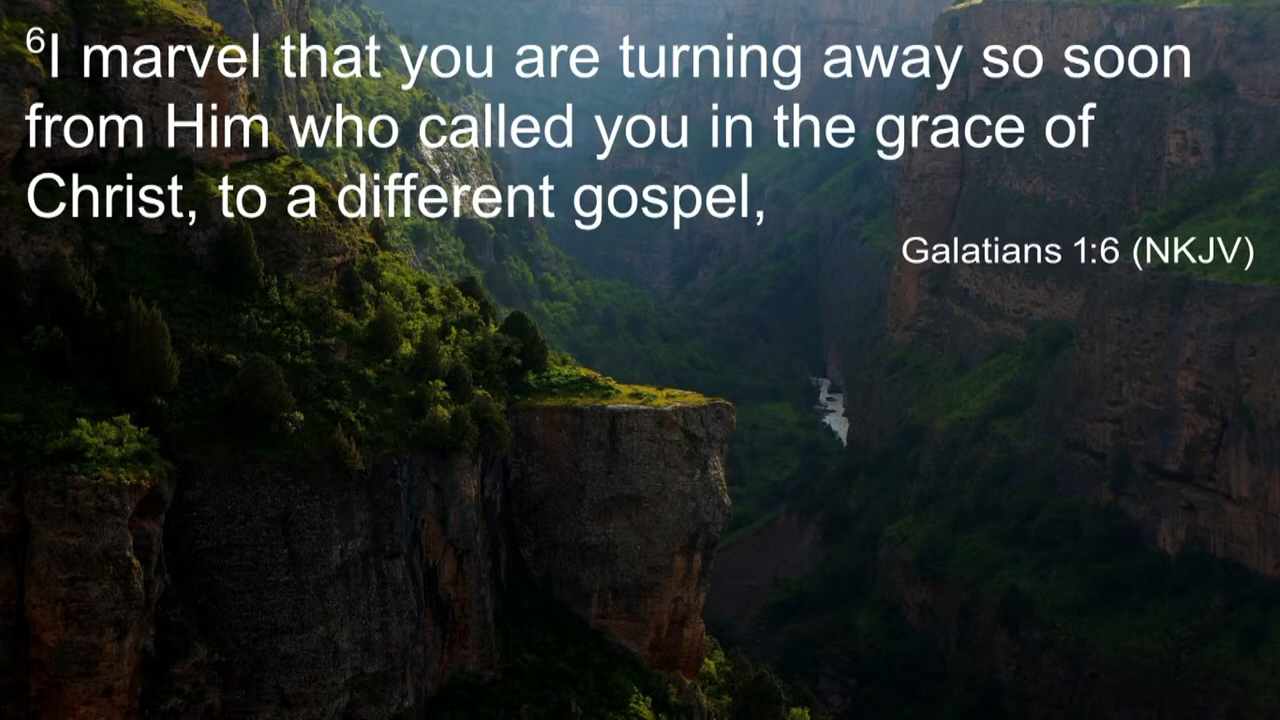 ⁶I marvel that you are turning away so soon
from Him who called you in the grace of
Christ, to a different gospel,
Galatians 1:6 (NKJV)